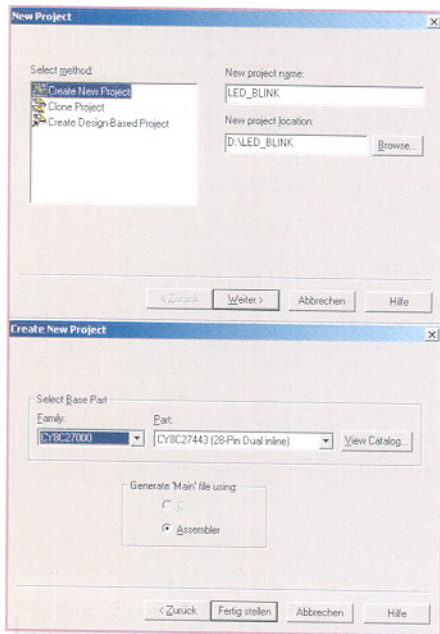 New Project
Select method:
Create New Project
Clone Project
Create Design-Based Project
New project name:
LED_BLINK
New project location:
D:\LED_BLINK
Browse...
< Zurück
Weiter >
Abbrechen
Hilfe
Create New Project
Select Base Part
Family:
CY8C27000
Part:
CY8C27443 (28-Pin Dual inline)
View Catalog...
Generate 'Main' file using:
C
Assembler
< Zurück
Fertig stellen
Abbrechen
Hilfe